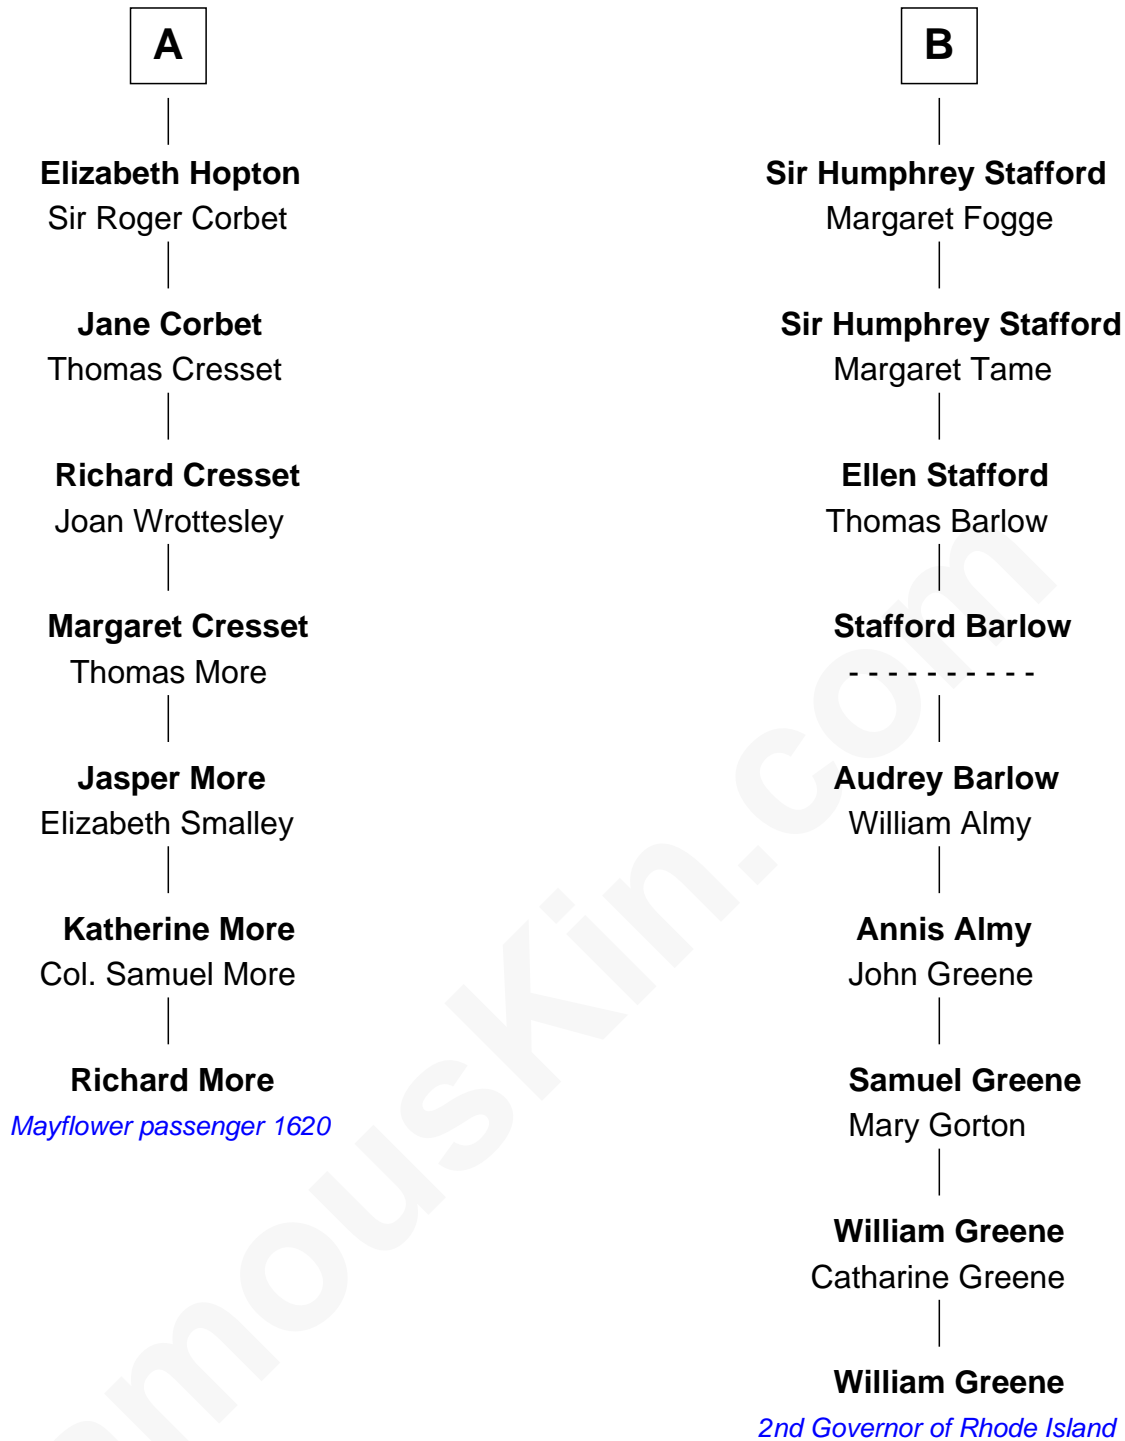 A
Elizabeth Hopton
Sir Roger Corbet
Jane Corbet
Thomas Cresset
Richard Cresset
Joan Wrottesley
Margaret Cresset
Thomas More
Jasper More
Elizabeth Smalley
Katherine More
Col. Samuel More
Richard More
Mayflower passenger 1620
B
Sir Humphrey Stafford
Margaret Fogge
Sir Humphrey Stafford
Margaret Tame
Ellen Stafford
Thomas Barlow
Stafford Barlow
- - - - - - - - - -
Audrey Barlow
William Almy
Annis Almy
John Greene
Samuel Greene
Mary Gorton
William Greene
Catharine Greene
William Greene
2nd Governor of Rhode Island
amouskin.com